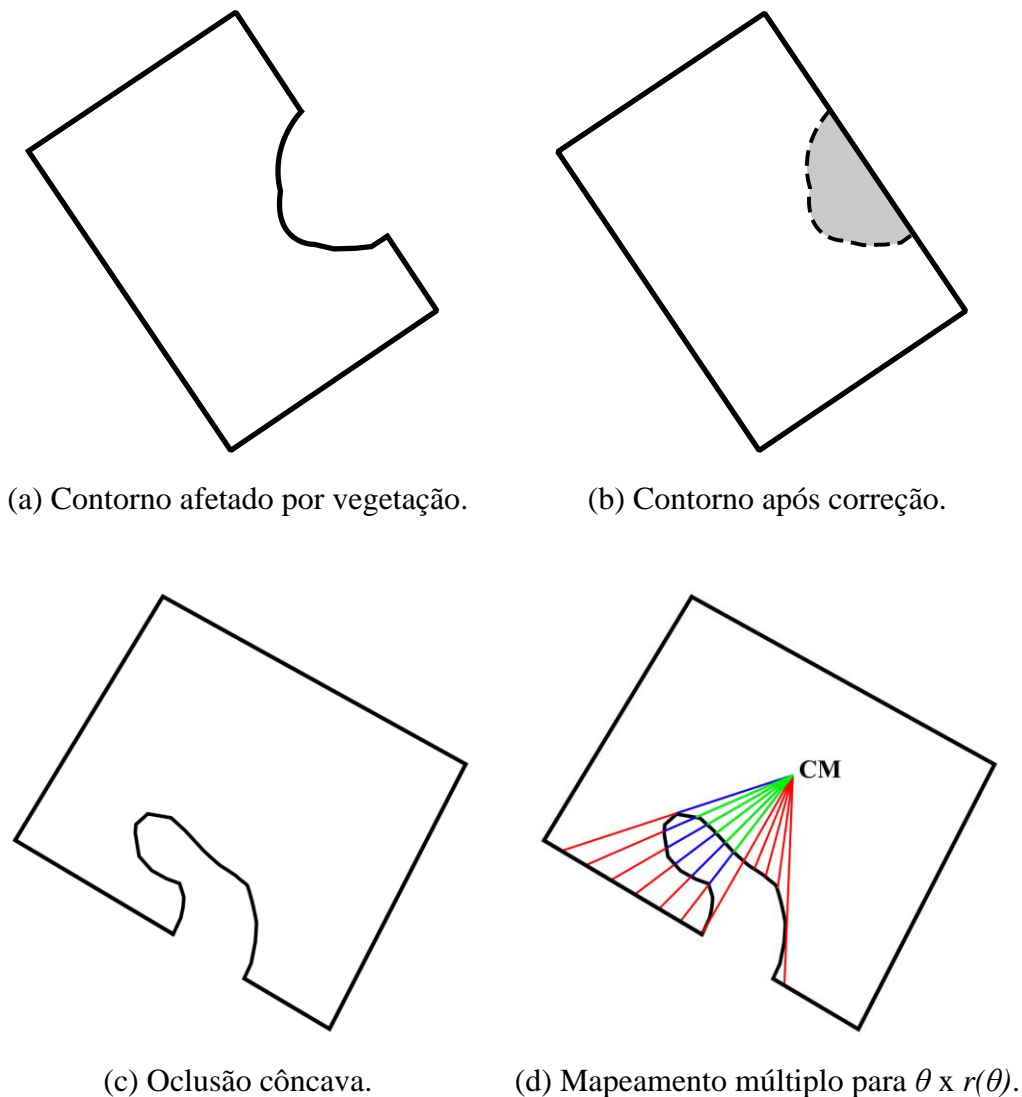 (a) Contorno afetado por vegetação.
(b) Contorno após correção.
CM
(c) Oclusão côncava.
(d) Mapeamento múltiplo para θ x r(θ).